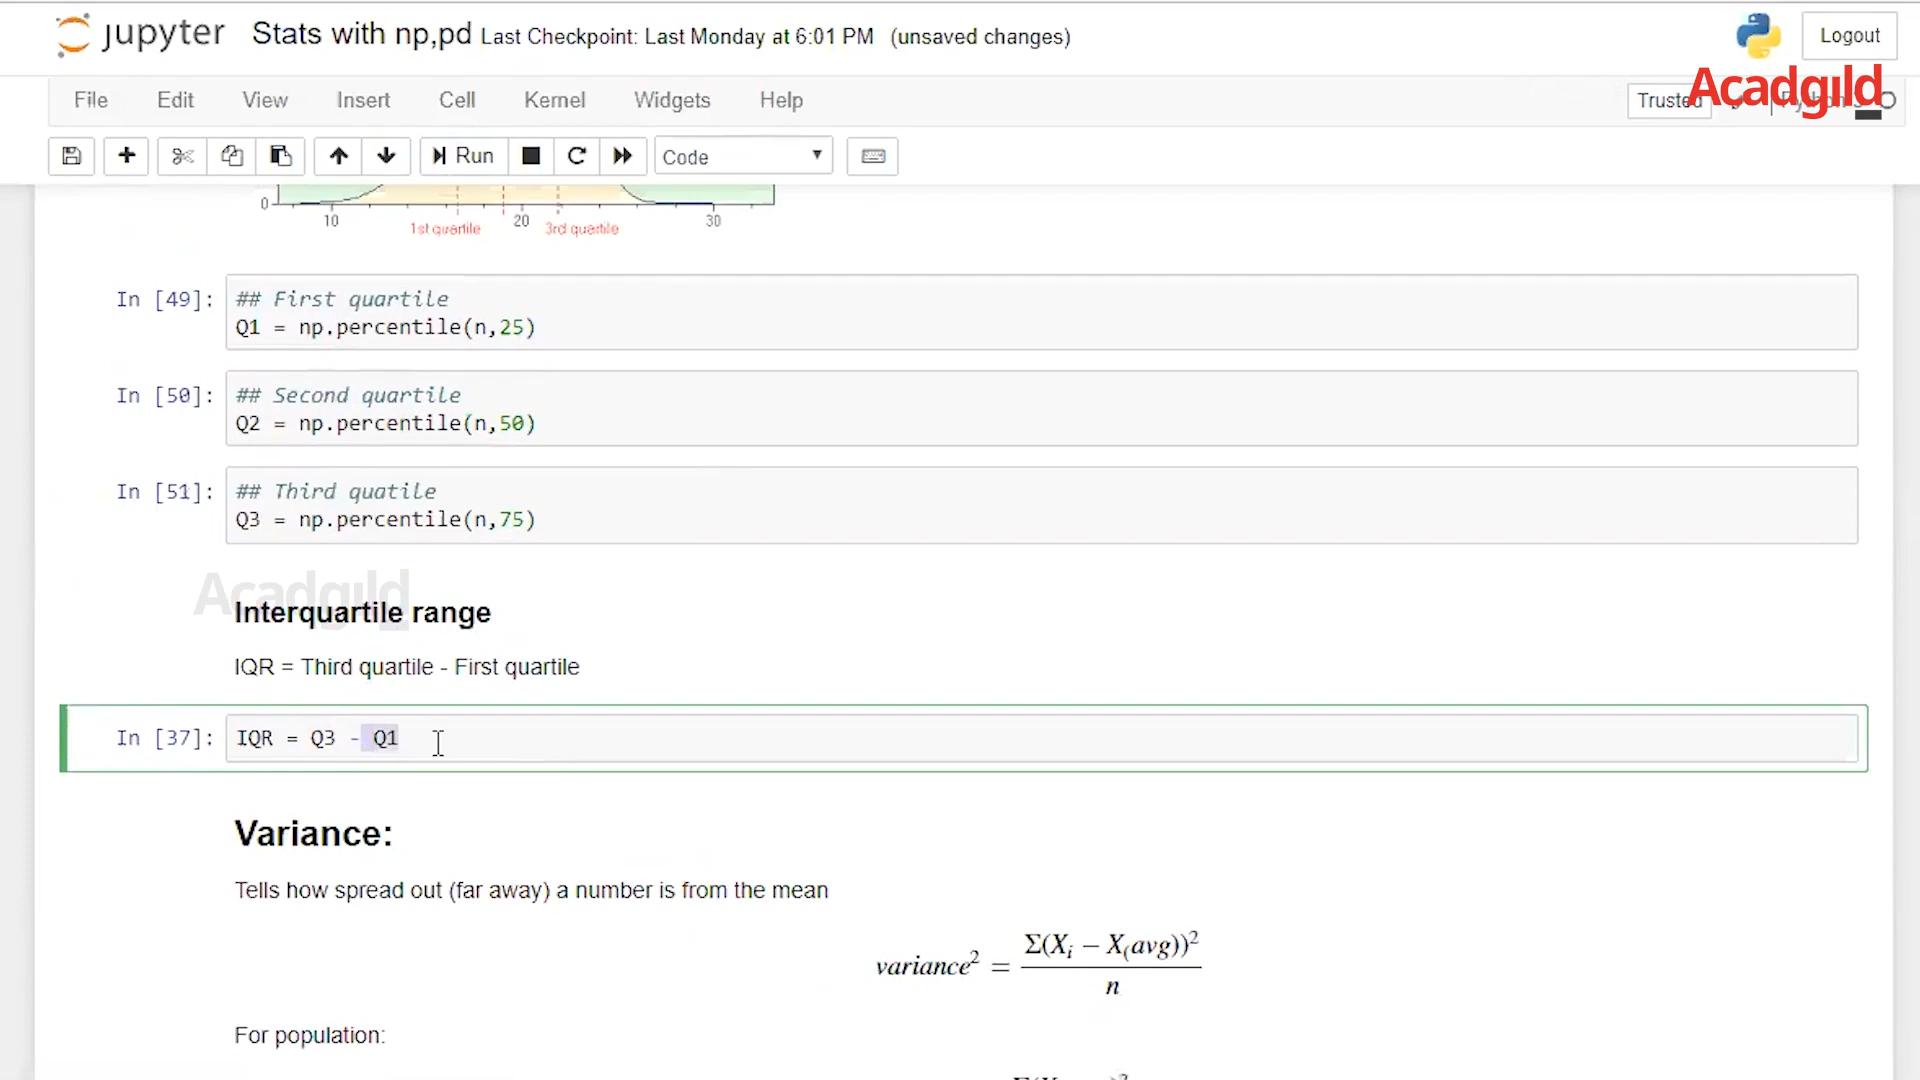 jupyter Stats with np,pd Last Checkpoint: Last Monday at 6:01 PM (unsaved changes) Logout
Acadgild
File Edit View Insert Cell Kernel Widgets Help Trusted
Run Code
0
10 20 30
1st quartile 3rd quartile
In [49]: ## First quartile
Q1 = np.percentile(n,25)
In [50]: ## Second quartile
Q2 = np.percentile(n,50)
In [51]: ## Third quatile
Q3 = np.percentile(n,75)
Acadgild
Interquartile range
IQR = Third quartile - First quartile
In [37]: IQR = Q3 - Q1
Variance:
Tells how spread out (far away) a number is from the mean
variance² = Σ(Xᵢ − X₍avg))² / n
For population: